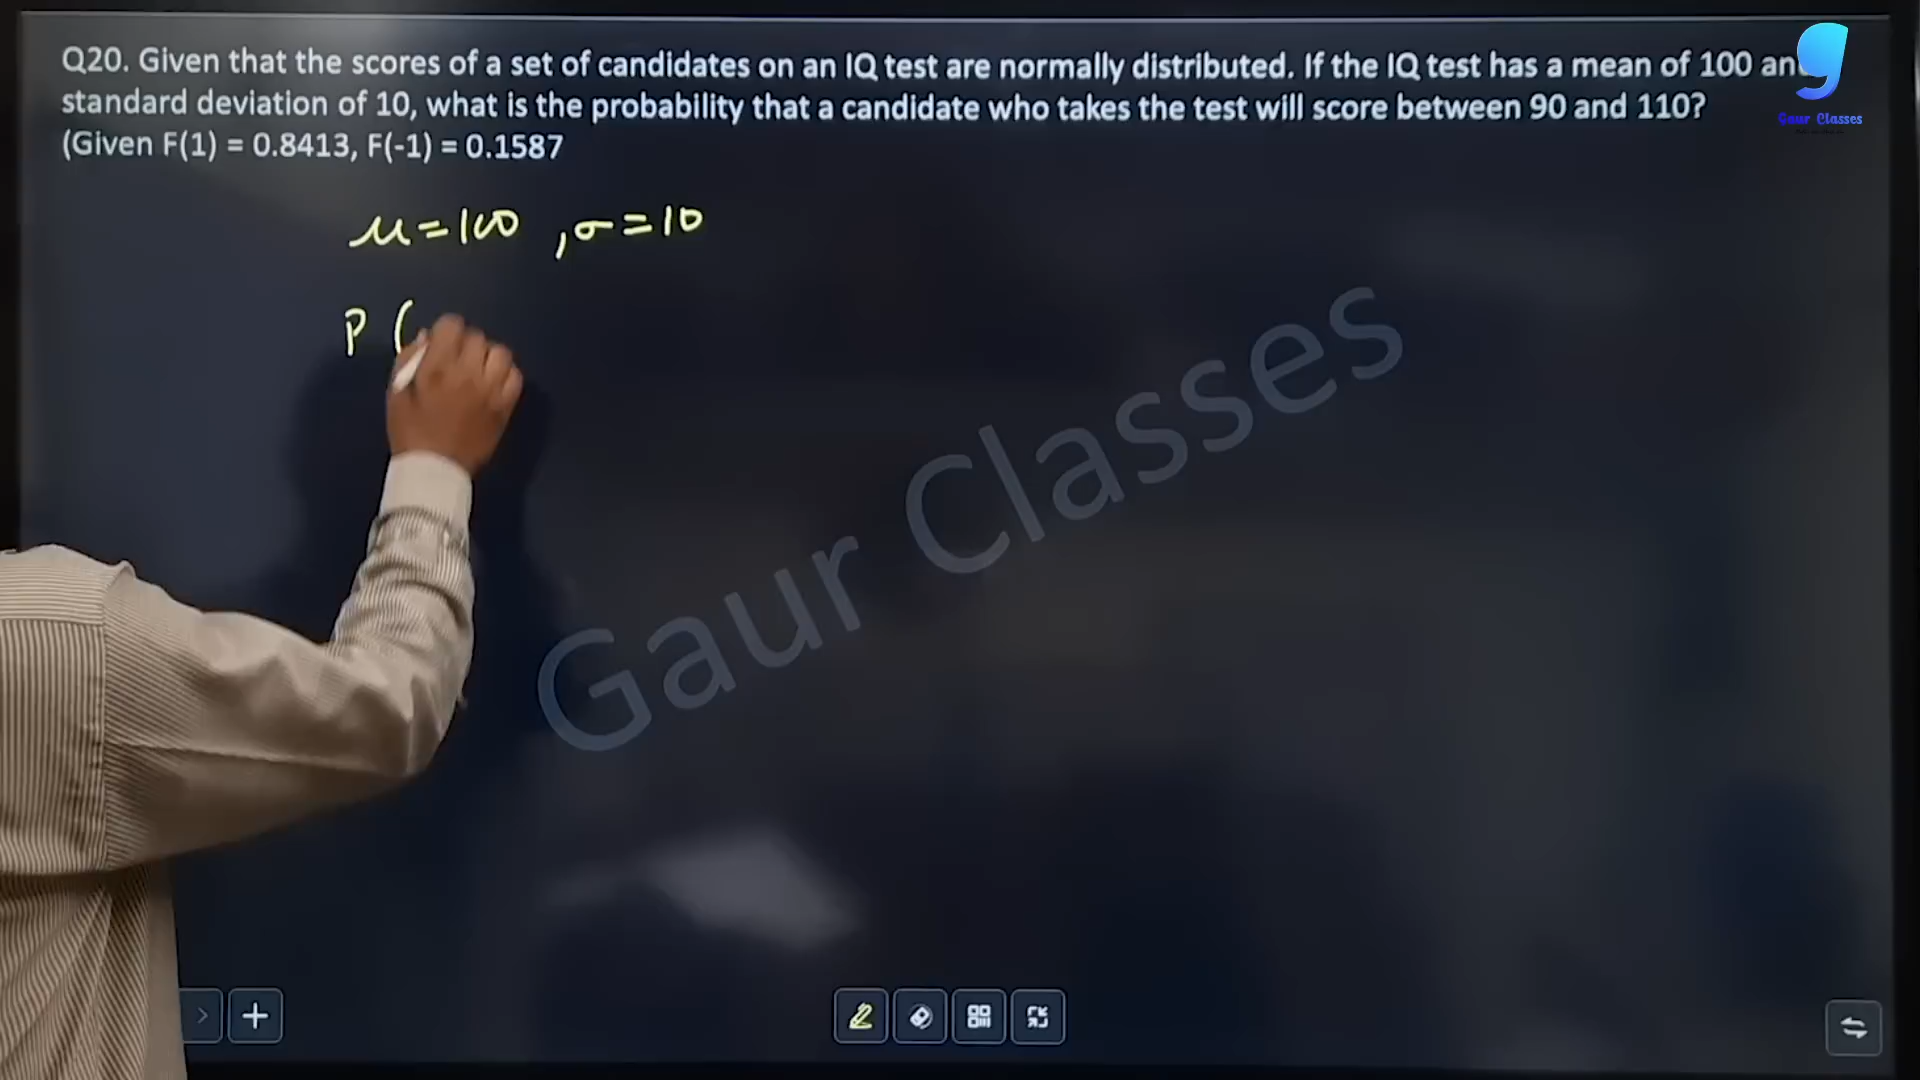 Q20. Given that the scores of a set of candidates on an IQ test are normally distributed. If the IQ test has a mean of 100 an
standard deviation of 10, what is the probability that a candidate who takes the test will score between 90 and 110?
(Given F(1) = 0.8413, F(-1) = 0.1587
g
Gaur Classes
μ=100 , σ=10
P (
Gaur Classes